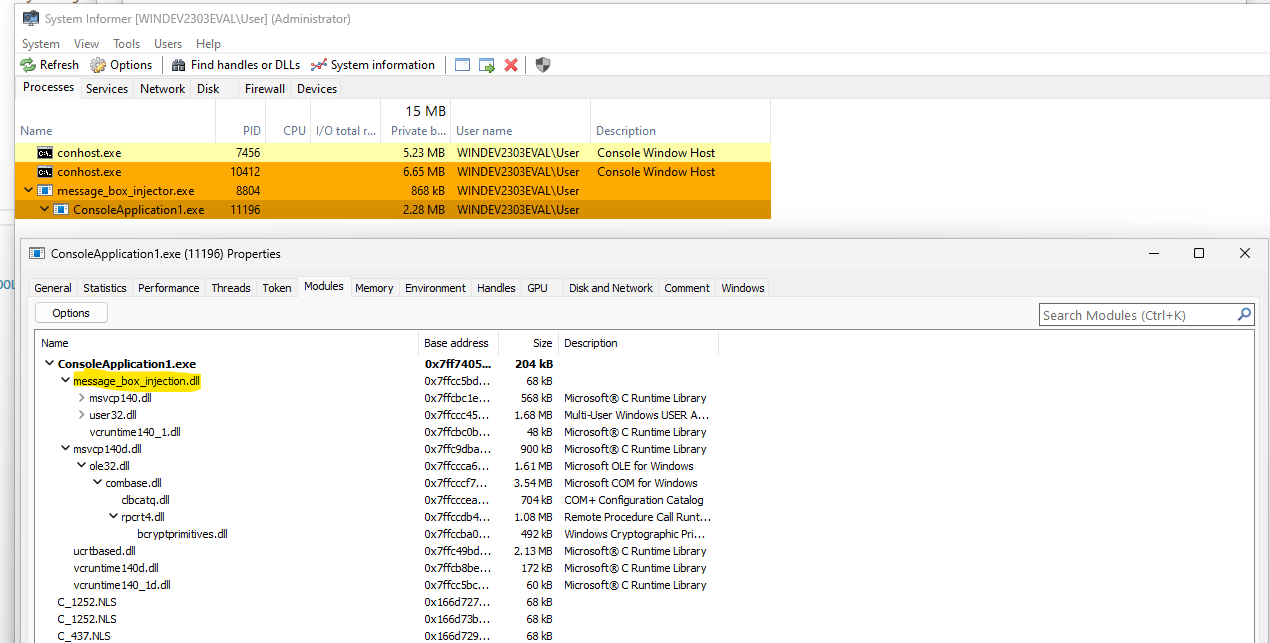 System Informer [WINDEV2303EVAL\User] (Administrator)
System View Tools Users Help
Refresh Options Find handles or DLLs System information
Processes Services Network Disk Firewall Devices
15 MB
Name PID CPU I/O total r... Private b... User name Description
conhost.exe 7456 5.23 MB WINDEV2303EVAL\User Console Window Host
conhost.exe 10412 6.65 MB WINDEV2303EVAL\User Console Window Host
message_box_injector.exe 8804 868 kB WINDEV2303EVAL\User
ConsoleApplication1.exe 11196 2.28 MB WINDEV2303EVAL\User
ConsoleApplication1.exe (11196) Properties
General Statistics Performance Threads Token Modules Memory Environment Handles GPU Disk and Network Comment Windows
Options
Search Modules (Ctrl+K)
Name Base address Size Description
ConsoleApplication1.exe 0x7ff7405... 204 kB
message_box_injection.dll 0x7ffcc5bd... 68 kB
msvcp140.dll 0x7ffcbc1e... 568 kB Microsoft® C Runtime Library
user32.dll 0x7ffccc45... 1.68 MB Multi-User Windows USER A...
vcruntime140_1.dll 0x7ffcbc0b... 48 kB Microsoft® C Runtime Library
msvcp140d.dll 0x7ffc9dba... 900 kB Microsoft® C Runtime Library
ole32.dll 0x7ffccca6... 1.61 MB Microsoft OLE for Windows
combase.dll 0x7ffcccf7... 3.54 MB Microsoft COM for Windows
clbcatq.dll 0x7ffcccea... 704 kB COM+ Configuration Catalog
rpcrt4.dll 0x7ffccdb4... 1.08 MB Remote Procedure Call Runt...
bcryptprimitives.dll 0x7ffccba0... 492 kB Windows Cryptographic Pri...
ucrtbased.dll 0x7ffc49bd... 2.13 MB Microsoft® C Runtime Library
vcruntime140d.dll 0x7ffcb8be... 172 kB Microsoft® C Runtime Library
vcruntime140_1d.dll 0x7ffcc5bc... 60 kB Microsoft® C Runtime Library
C_1252.NLS 0x166d727... 68 kB
C_1252.NLS 0x166d73b... 68 kB
C_437.NLS 0x166d729... 68 kB